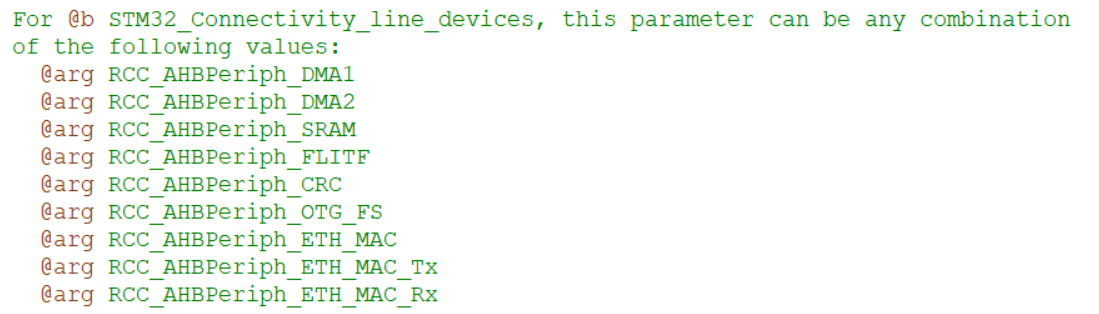 For @b STM32_Connectivity_line_devices, this parameter can be any combination
of the following values:
@arg RCC_AHBPeriph_DMA1
@arg RCC_AHBPeriph_DMA2
@arg RCC_AHBPeriph_SRAM
@arg RCC_AHBPeriph_FLITF
@arg RCC_AHBPeriph_CRC
@arg RCC_AHBPeriph_OTG_FS
@arg RCC_AHBPeriph_ETH_MAC
@arg RCC_AHBPeriph_ETH_MAC_Tx
@arg RCC_AHBPeriph_ETH_MAC_Rx